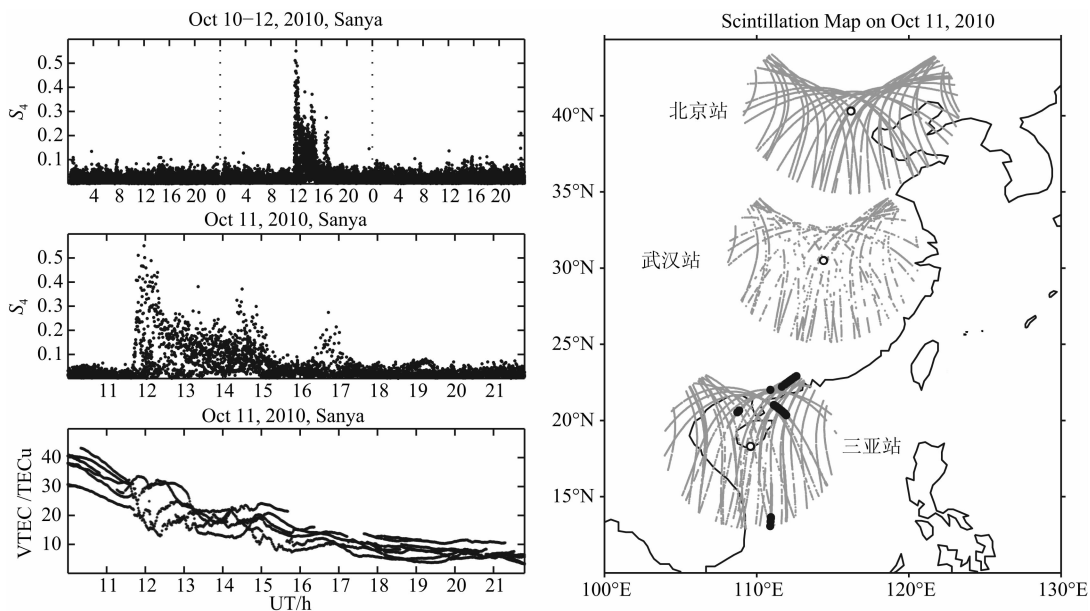 Oct 10−12, 2010, Sanya
S₄
0.5
0.4
0.3
0.2
0.1
4 8 12 16 20 0 4 8 12 16 20 0 4 8 12 16 20
Oct 11, 2010, Sanya
S₄
0.5
0.4
0.3
0.2
0.1
11 12 13 14 15 16 17 18 19 20 21
Oct 11, 2010, Sanya
VTEC /TECu
40
30
20
10
11 12 13 14 15 16 17 18 19 20 21
UT/h
Scintillation Map on Oct 11, 2010
40°N
35°N
30°N
25°N
20°N
15°N
北京站
武汉站
三亚站
100°E 110°E 120°E 130°E